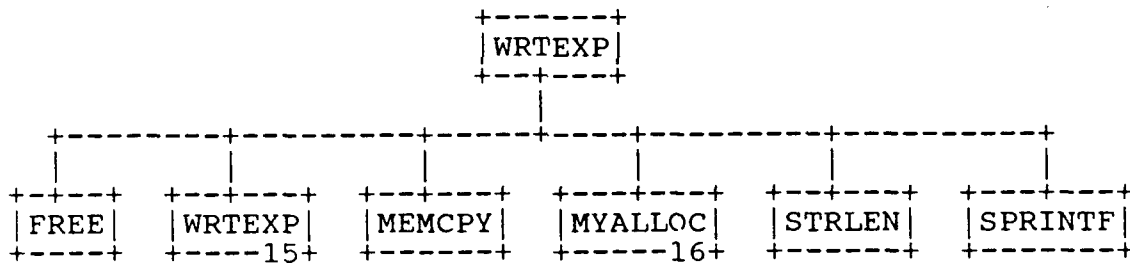 WRTEXP
FREE WRTEXP MEMCPY MYALLOC STRLEN SPRINTF
15 16